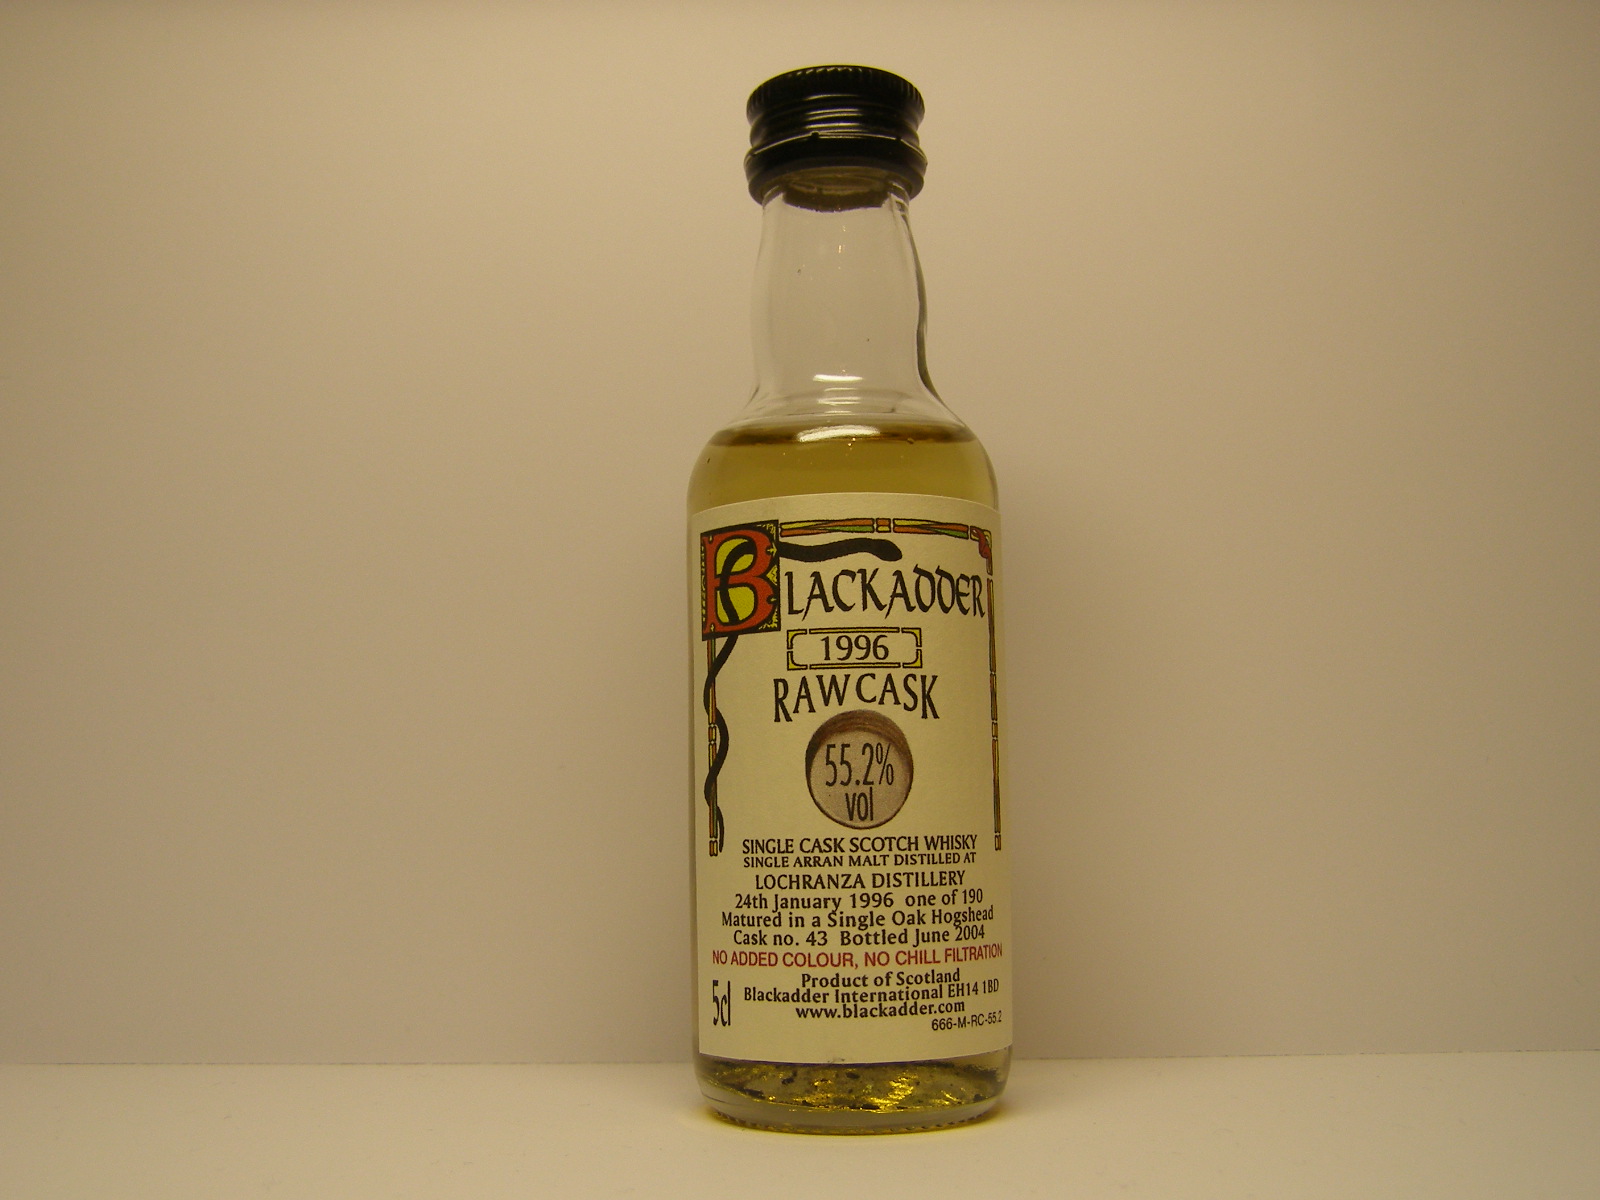 BLACKADDER
1996
RAW CASK
55.2%
vol
SINGLE CASK SCOTCH WHISKY
SINGLE ARRAN MALT DISTILLED AT
LOCHRANZA DISTILLERY
24th January 1996 one of 190
Matured in a Single Oak Hogshead
Cask no. 43 Bottled June 2004
NO ADDED COLOUR, NO CHILL FILTRATION
Product of Scotland
Blackadder International EH14 1BD
www.blackadder.com
5cl
666-M-RC-55.2